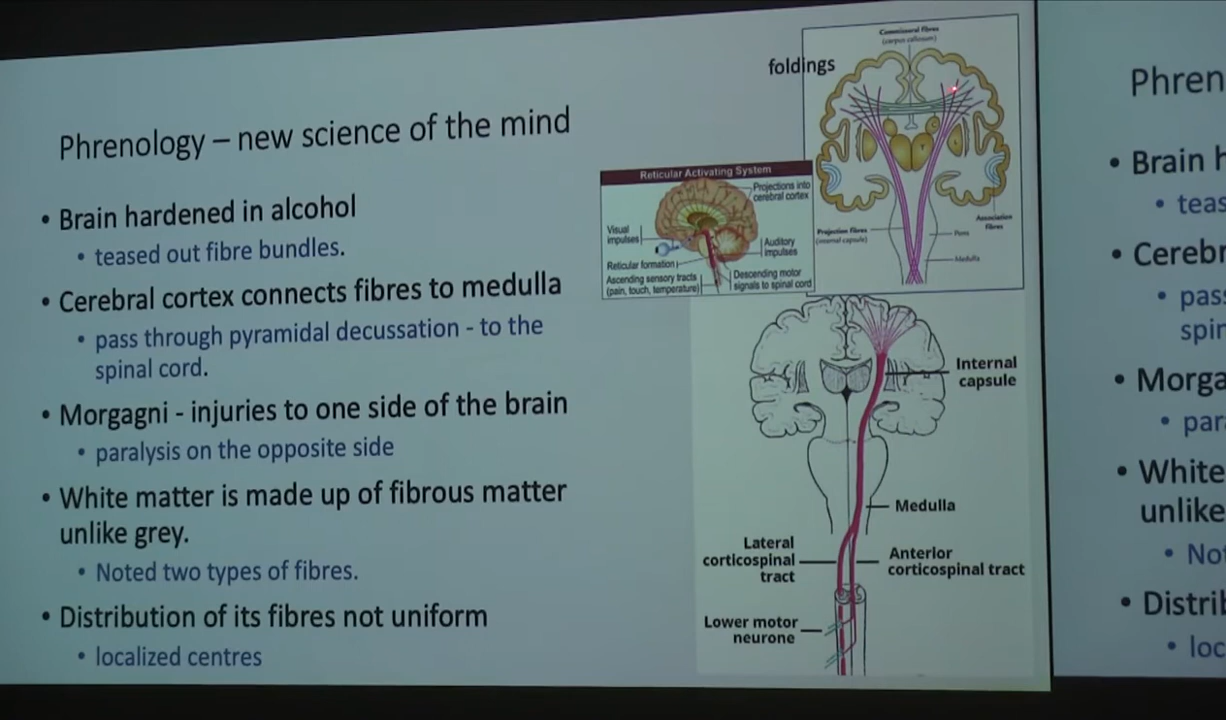 Phrenology – new science of the mind
• Brain hardened in alcohol
• teased out fibre bundles.
• Cerebral cortex connects fibres to medulla
• pass through pyramidal decussation - to the
spinal cord.
• Morgagni - injuries to one side of the brain
• paralysis on the opposite side
• White matter is made up of fibrous matter
unlike grey.
• Noted two types of fibres.
• Distribution of its fibres not uniform
• localized centres
foldings
Commissural Fibres
(corpus callosum)
Projection Fibres
(internal capsule)
Association
Fibres
Pons
Medulla
Reticular Activating System
Projections into
cerebral cortex
Visual
impulses
Auditory
impulses
Reticular formation
Ascending sensory tracts
(pain, touch, temperature)
Descending motor
signals to spinal cord
Internal
capsule
Medulla
Lateral
corticospinal
tract
Anterior
corticospinal tract
Lower motor
neurone
Phren
• Brain h
• teas
• Cerebr
• pass
spin
• Morga
• par
• White
unlike
• Not
• Distrib
• loc